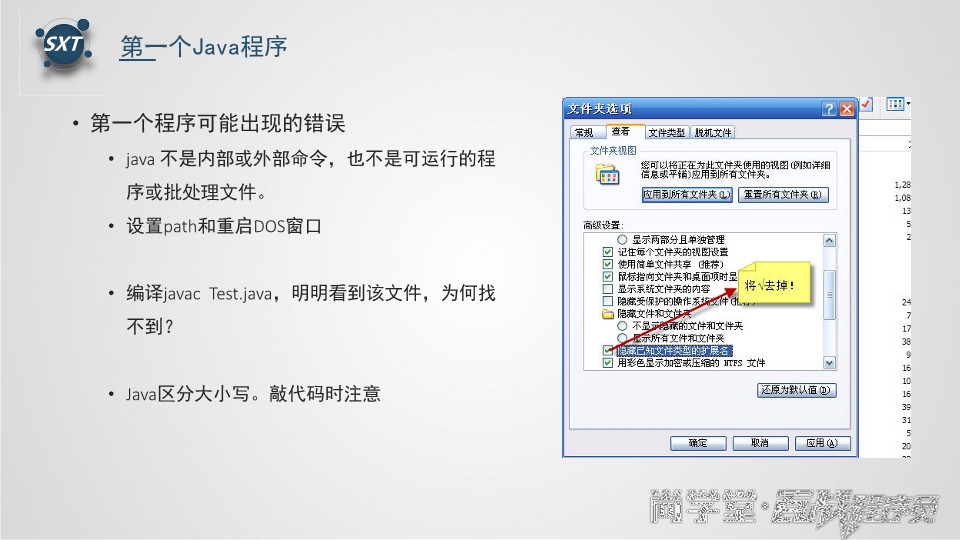 SXT
第一个Java程序
• 第一个程序可能出现的错误
• java 不是内部或外部命令，也不是可运行的程
序或批处理文件。
• 设置path和重启DOS窗口
• 编译javac Test.java，明明看到该文件，为何找
不到？
• Java区分大小写。敲代码时注意
文件夹选项
常规 查看 文件类型 脱机文件
文件夹视图
您可以将正在为此文件夹使用的视图(例如详细
信息或平铺)应用到所有文件夹。
应用到所有文件夹(L) 重置所有文件夹(R)
高级设置:
显示两部分且单独管理
记住每个文件夹的视图设置
使用简单文件共享 (推荐)
鼠标指向文件夹和桌面项时显
显示系统文件夹的内容
隐藏受保护的操作系统文件(推荐)
隐藏文件和文件夹
不显示隐藏的文件和文件夹
显示所有文件和文件夹
隐藏已知文件类型的扩展名
用彩色显示加密或压缩的 NTFS 文件
将√去掉！
还原为默认值(D)
确定 取消 应用(A)
1,28
1,08
13
5
2
24
7
17
38
9
16
10
16
39
31
5
20
尚学堂·百战程序员